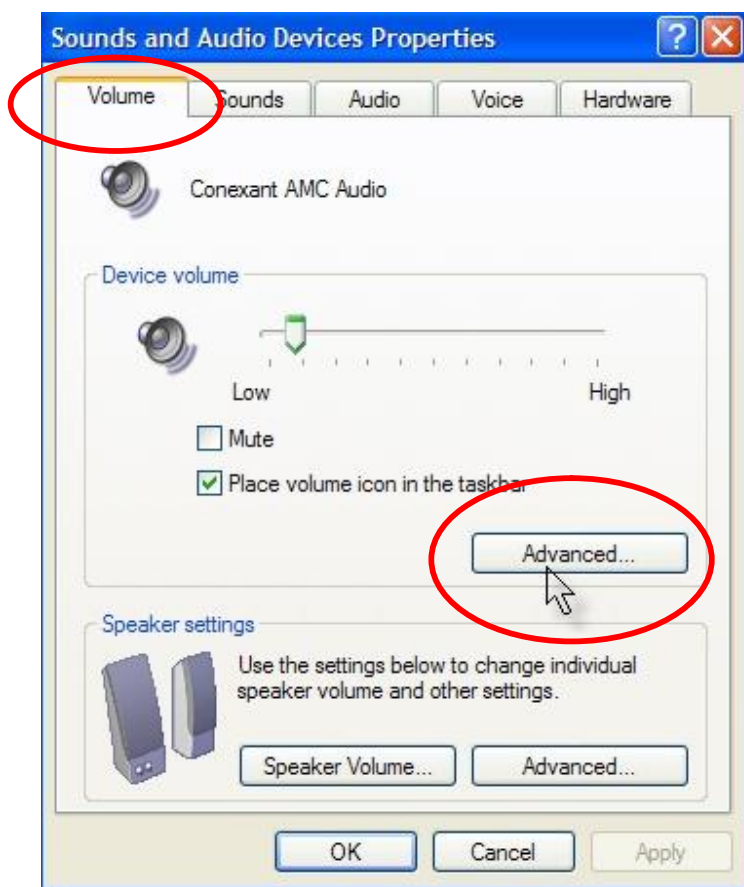 Sounds and Audio Devices Properties
Volume Sounds Audio Voice Hardware
Conexant AMC Audio
Device volume
Low High
Mute
Place volume icon in the taskbar
Advanced...
Speaker settings
Use the settings below to change individual
speaker volume and other settings.
Speaker Volume... Advanced...
OK Cancel Apply